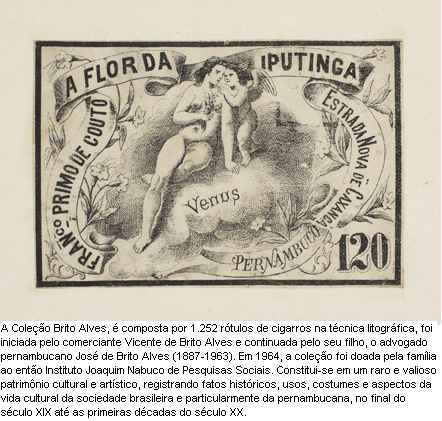 A FLOR DA IPUTINGA
FRANCº PRIMO DE COUTO
ESTRADA NOVA DE CAXANGÁ
Venus
PERNAMBUCO
120
A Coleção Brito Alves, é composta por 1.252 rótulos de cigarros na técnica litográfica, foi
iniciada pelo comerciante Vicente de Brito Alves e continuada pelo seu filho, o advogado
pernambucano José de Brito Alves (1887-1963). Em 1964, a coleção foi doada pela família
ao então Instituto Joaquim Nabuco de Pesquisas Sociais. Constitui-se em um raro e valioso
patrimônio cultural e artístico, registrando fatos históricos, usos, costumes e aspectos da
vida cultural da sociedade brasileira e particularmente da pernambucana, no final do
século XIX até as primeiras décadas do século XX.